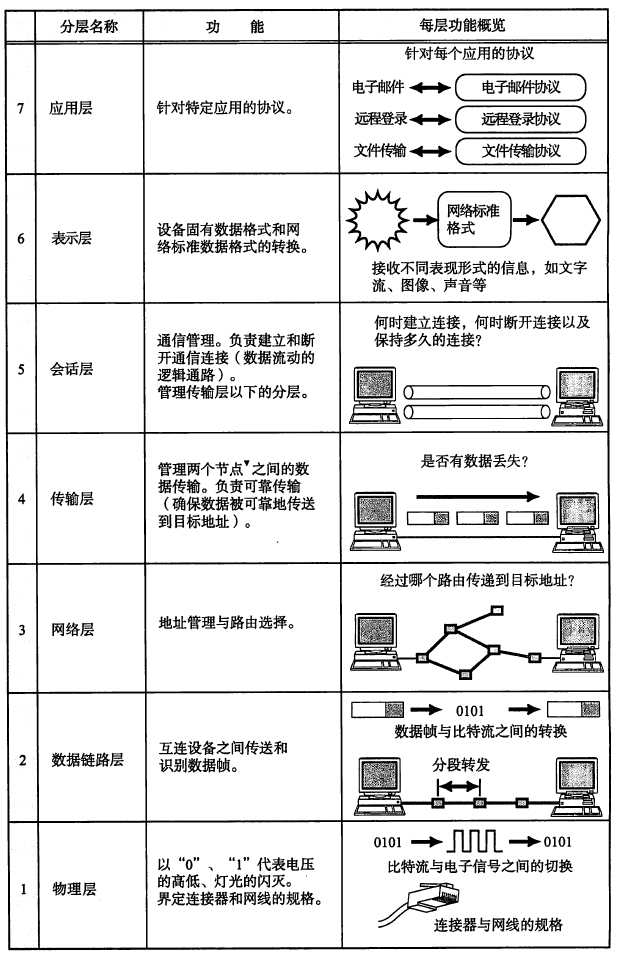 分层名称
功 能
每层功能概览
7
应用层
针对特定应用的协议。
针对每个应用的协议
电子邮件
电子邮件协议
远程登录
远程登录协议
文件传输
文件传输协议
6
表示层
设备固有数据格式和网
络标准数据格式的转换。
网络标准
格式
接收不同表现形式的信息，如文字
流、图像、声音等
5
会话层
通信管理。负责建立和断
开通信连接（数据流动的
逻辑通路）。
管理传输层以下的分层。
何时建立连接，何时断开连接以及
保持多久的连接？
4
传输层
管理两个节点▼之间的数
据传输。负责可靠传输
（确保数据被可靠地传送
到目标地址）。
是否有数据丢失？
3
网络层
地址管理与路由选择。
经过哪个路由传递到目标地址？
2
数据链路层
互连设备之间传送和
识别数据帧。
0101
数据帧与比特流之间的转换
分段转发
1
物理层
以“0”、“1”代表电压
的高低、灯光的闪灭。
界定连接器和网线的规格。
0101
0101
比特流与电子信号之间的切换
连接器与网线的规格